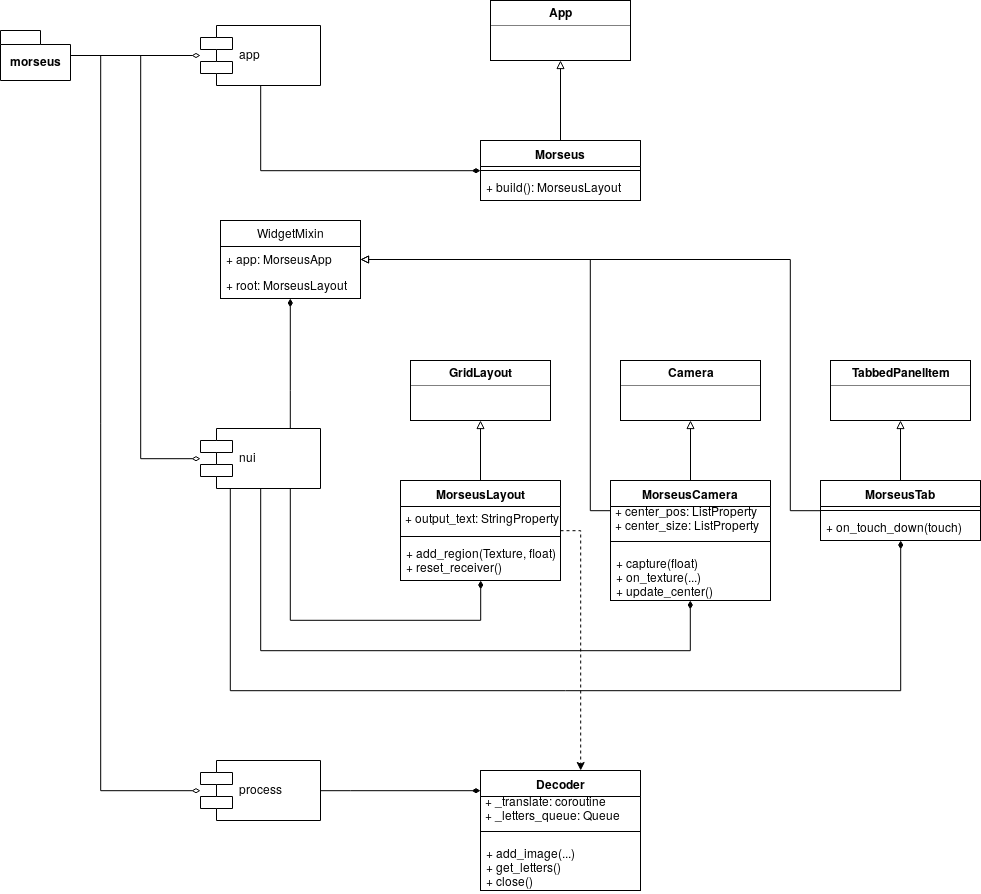 App
morseus
app
Morseus
+ build(): MorseusLayout
WidgetMixin
+ app: MorseusApp
+ root: MorseusLayout
GridLayout
Camera
TabbedPanelItem
nui
MorseusLayout
+ output_text: StringProperty
+ add_region(Texture, float)
+ reset_receiver()
MorseusCamera
+ center_pos: ListProperty
+ center_size: ListProperty
+ capture(float)
+ on_texture(...)
+ update_center()
MorseusTab
+ on_touch_down(touch)
process
Decoder
+ _translate: coroutine
+ _letters_queue: Queue
+ add_image(...)
+ get_letters()
+ close()